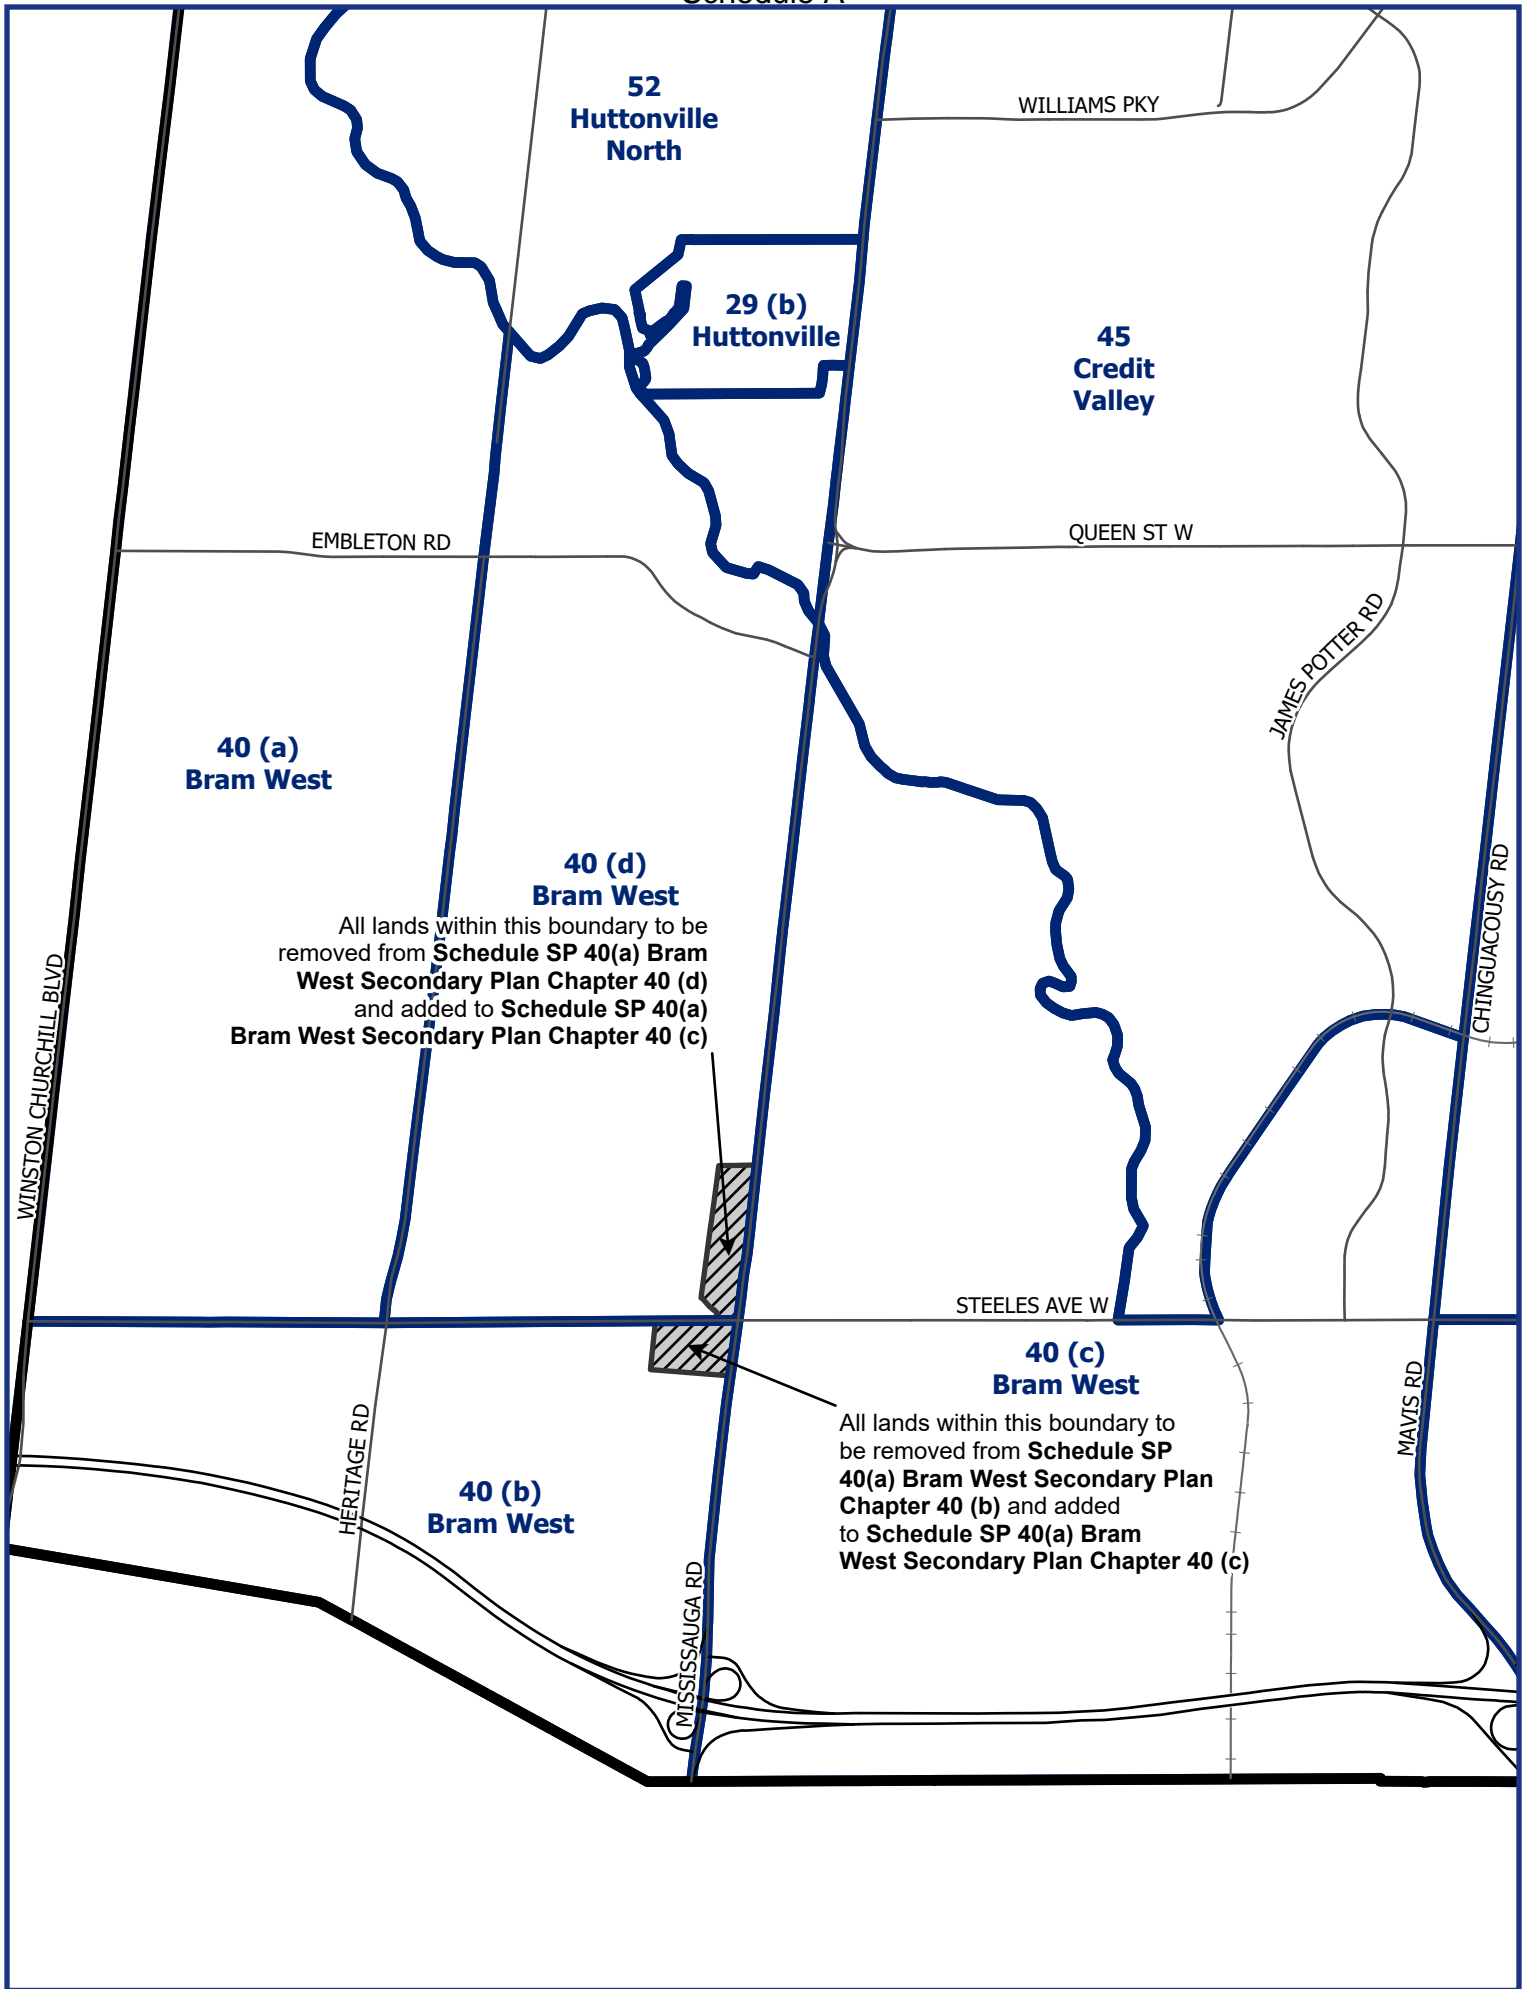 Schedule A
52
Huttonville
North
WILLIAMS PKY
29 (b)
Huttonville
45
Credit
Valley
EMBLETON RD
QUEEN ST W
JAMES POTTER RD
40 (a)
Bram West
40 (d)
Bram West
All lands within this boundary to be
removed from Schedule SP 40(a) Bram
West Secondary Plan Chapter 40 (d)
and added to Schedule SP 40(a)
Bram West Secondary Plan Chapter 40 (c)
CHINGUACOUSY RD
WINSTON CHURCHILL BLVD
STEELES AVE W
40 (c)
Bram West
All lands within this boundary to
be removed from Schedule SP
40(a) Bram West Secondary Plan
Chapter 40 (b) and added
to Schedule SP 40(a) Bram
West Secondary Plan Chapter 40 (c)
MAVIS RD
HERITAGE RD
40 (b)
Bram West
MISSISSAUGA RD